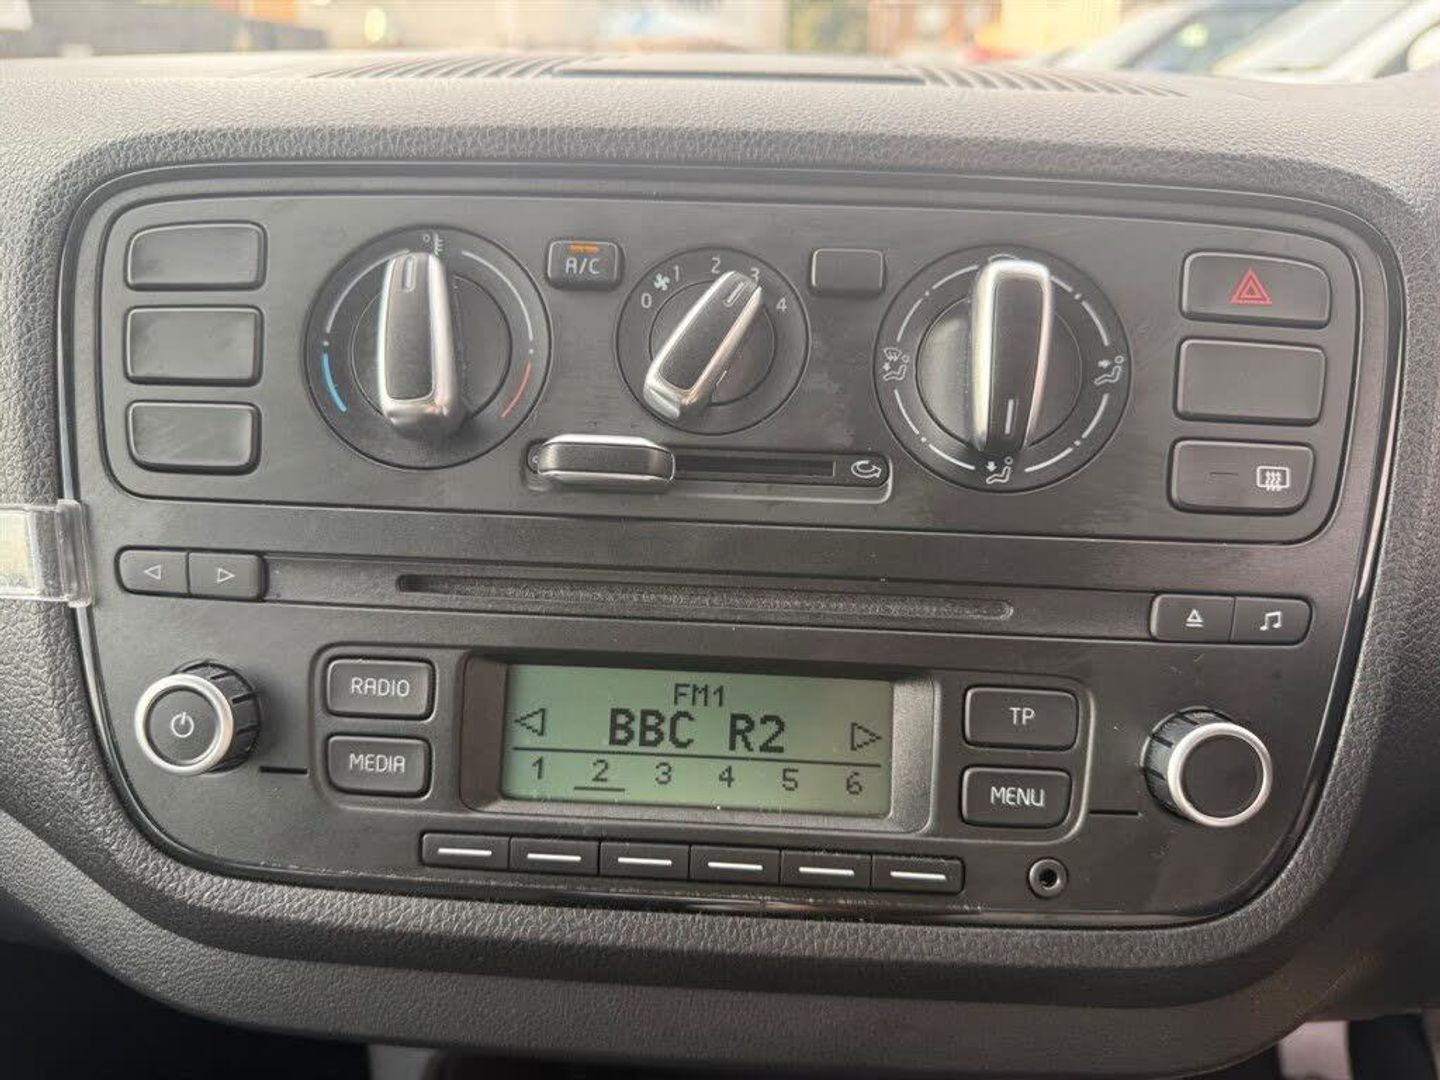 A/C
0 1 2 3 4
RADIO
MEDIA
FM1
BBC R2
1 2 3 4 5 6
TP
MENU